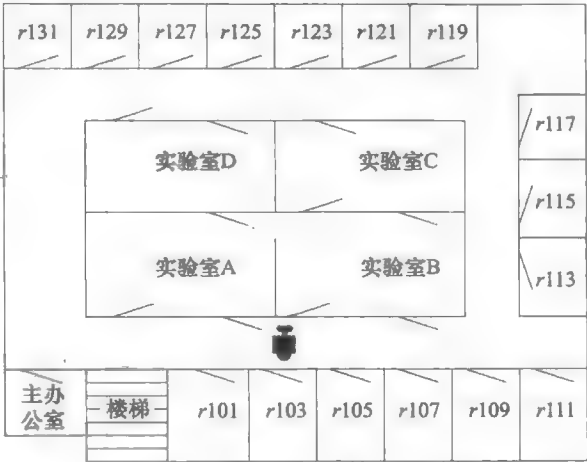 r131 r129 r127 r125 r123 r121 r119
r117
实验室D 实验室C
r115
实验室A 实验室B
r113
主办
公室
楼梯 r101 r103 r105 r107 r109 r111